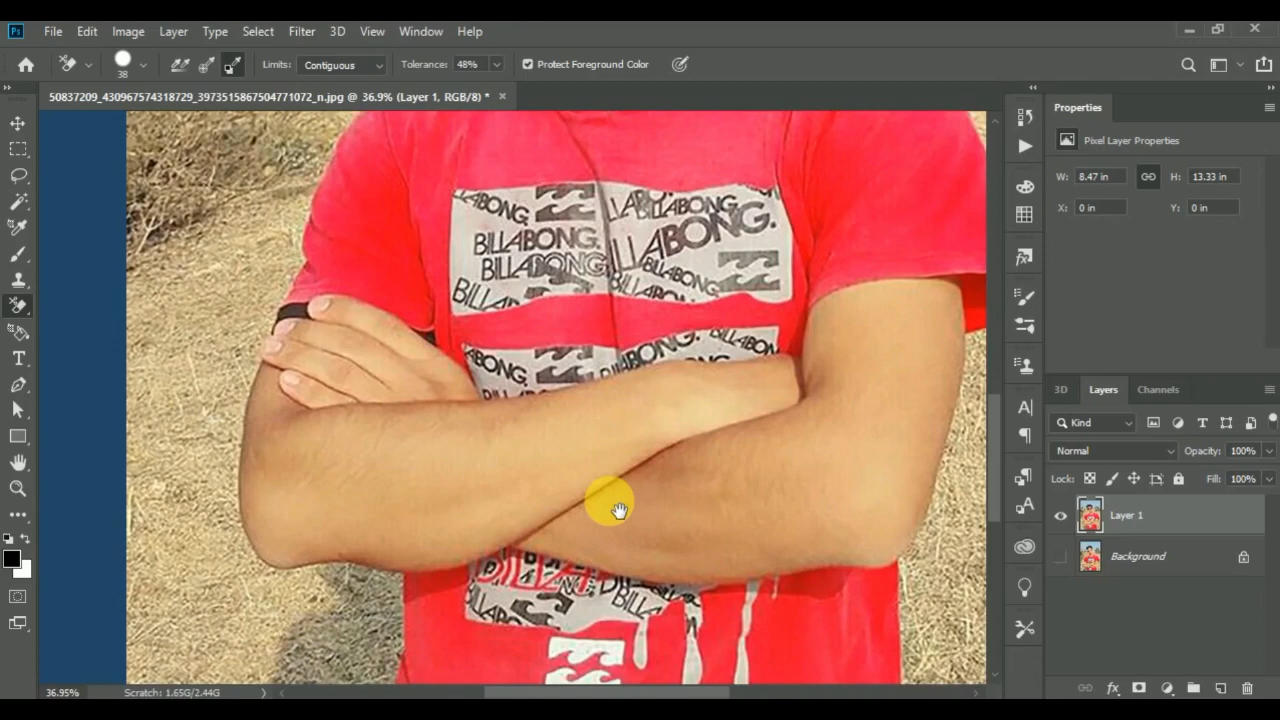 Ps File Edit Image Layer Type Select Filter 3D View Window Help
38 Limits: Contiguous Tolerance: 48% Protect Foreground Color
50837209_430967574318729_3973515867504771072_n.jpg @ 36.9% (Layer 1, RGB/8) * ×
Properties
Pixel Layer Properties
W: 8.47 in H: 13.33 in
X: 0 in Y: 0 in
BILLABONG.
BILLABONG.
BILLABONG
BILLABONG.
BILLABONG.
BILLABON
3D Layers Channels
Kind
Normal Opacity: 100%
Lock: Fill: 100%
Layer 1
Background
36.95% Scratch: 1.65G/2.44G